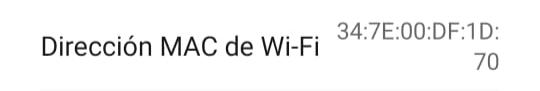 Dirección MAC de Wi-Fi
34:7E:00:DF:1D:
70